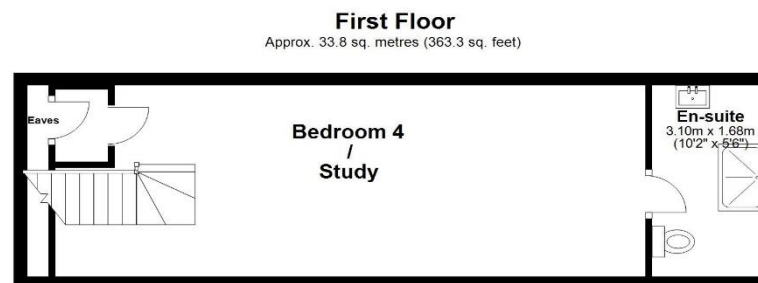 First Floor
Approx. 33.8 sq. metres (363.3 sq. feet)
Eaves
Bedroom 4
/
Study
En-suite
3.10m x 1.68m
(10'2" x 5'6")